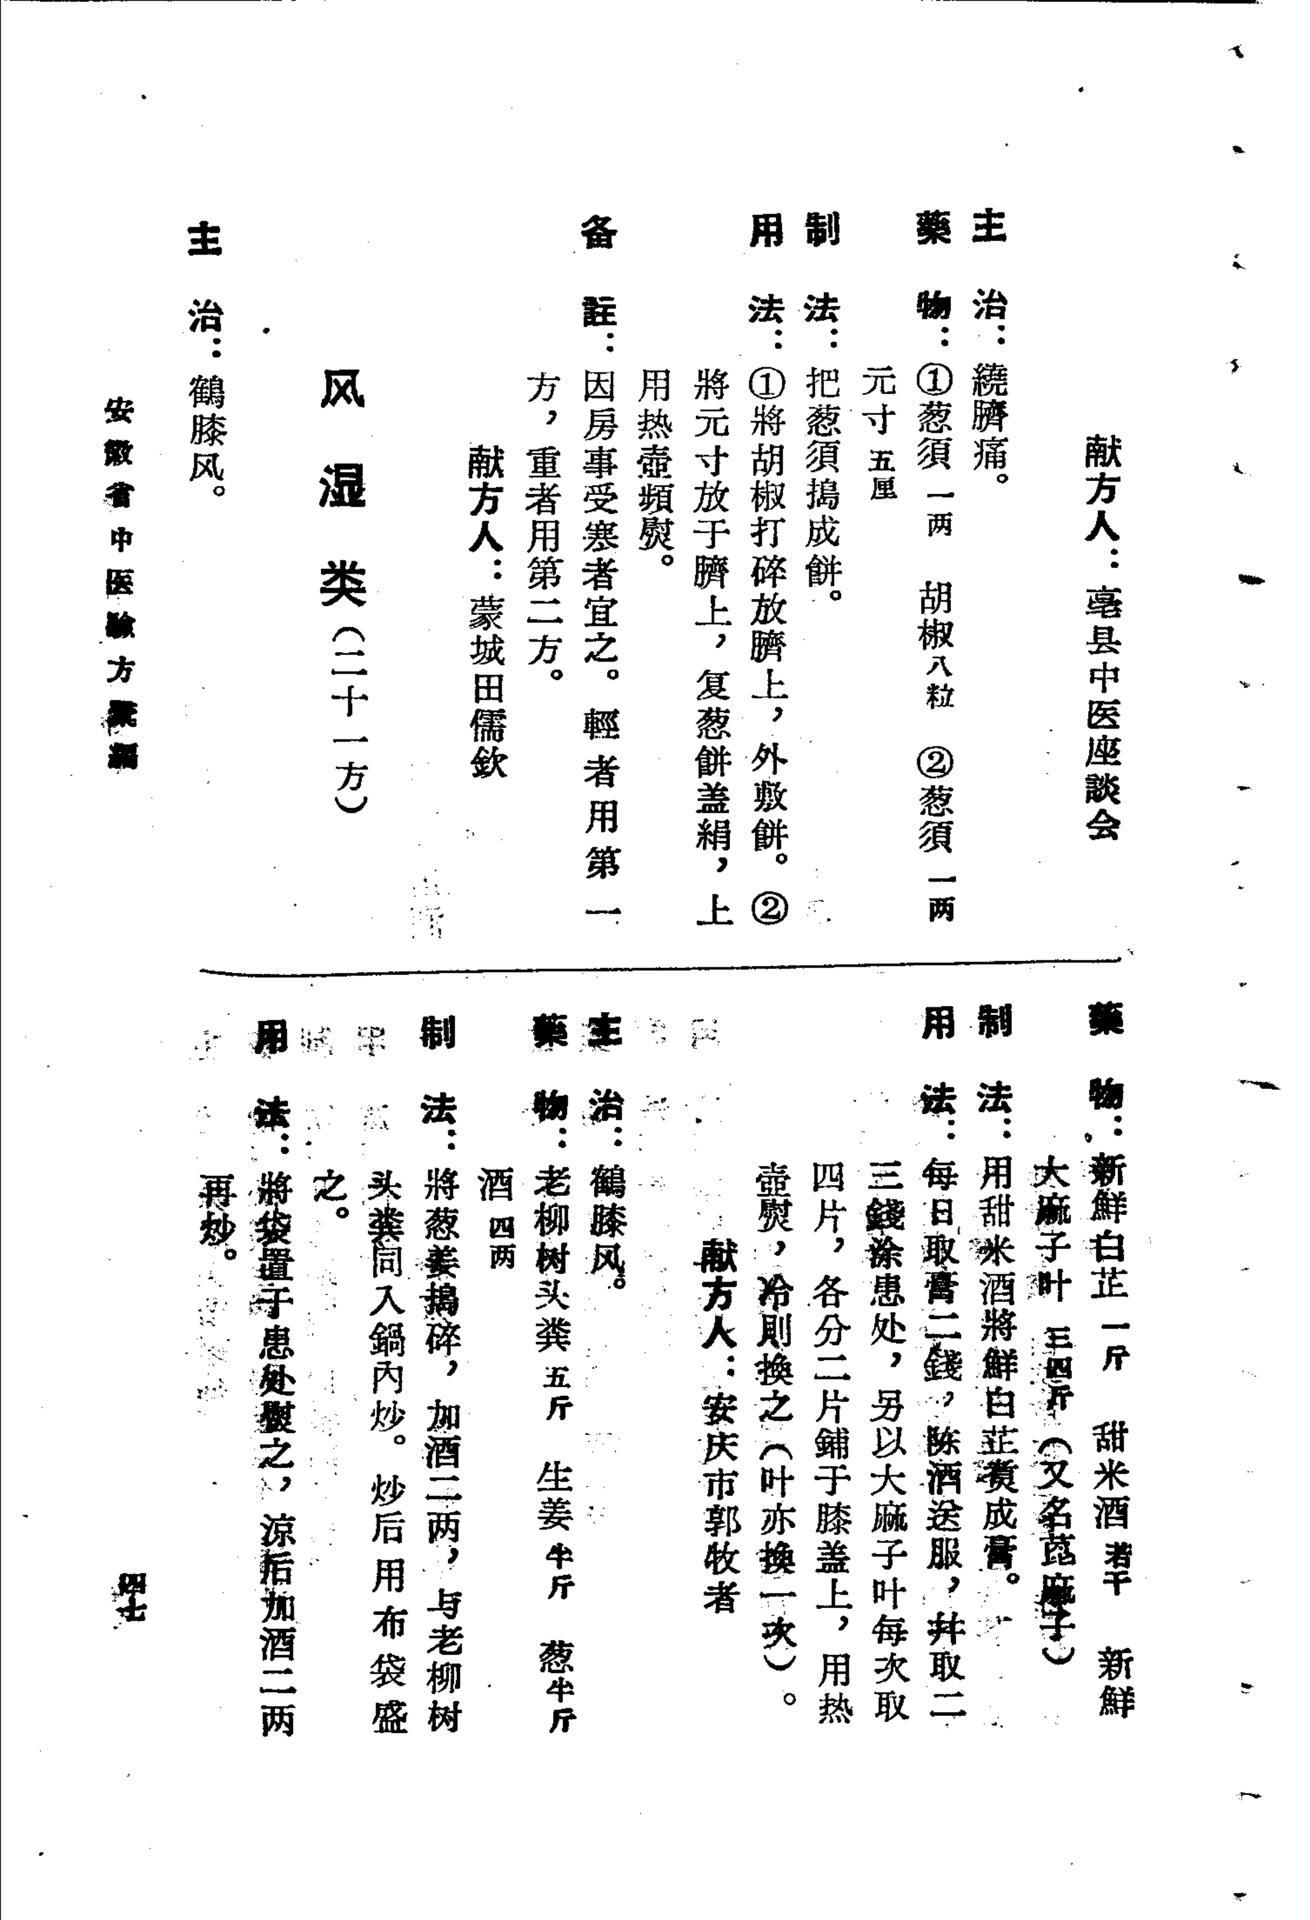 献方人：亳县中医座談会
主　治：繞臍痛。
藥　物：①葱須一两　胡椒八粒　②葱須一两
元寸五厘
制　法：把葱須搗成餅。
用　法：①將胡椒打碎放臍上，外敷餅。②
將元寸放于臍上，复葱餅盖絹，上
用热壺頻熨。
备　註：因房事受寒者宜之。輕者用第一
方，重者用第二方。
献方人：蒙城田儒欽
风湿类（二十一方）
主　治：鶴膝风。
藥　物：新鮮白芷一斤　甜米酒若干　新鮮
大麻子叶三四斤（又名萞麻子）
制　法：用甜米酒將鮮白芷煑成膏。
用　法：每日取膏二錢，陈酒送服，幷取二
三錢涂患处，另以大麻子叶每次取
四片，各分二片鋪于膝盖上，用热
壺熨，冷則换之（叶亦换一次）。
献方人：安庆市郭牧者
主　治：鶴膝风。
藥　物：老柳树头粪五斤　生姜半斤　葱半斤
酒四两
制　法：將葱姜搗碎，加酒二两，与老柳树
头粪同入鍋內炒。炒后用布袋盛
之。
用　法：將袋置于患处熨之，凉后加酒二两
再炒。
安徽省中医驗方彙編
四七